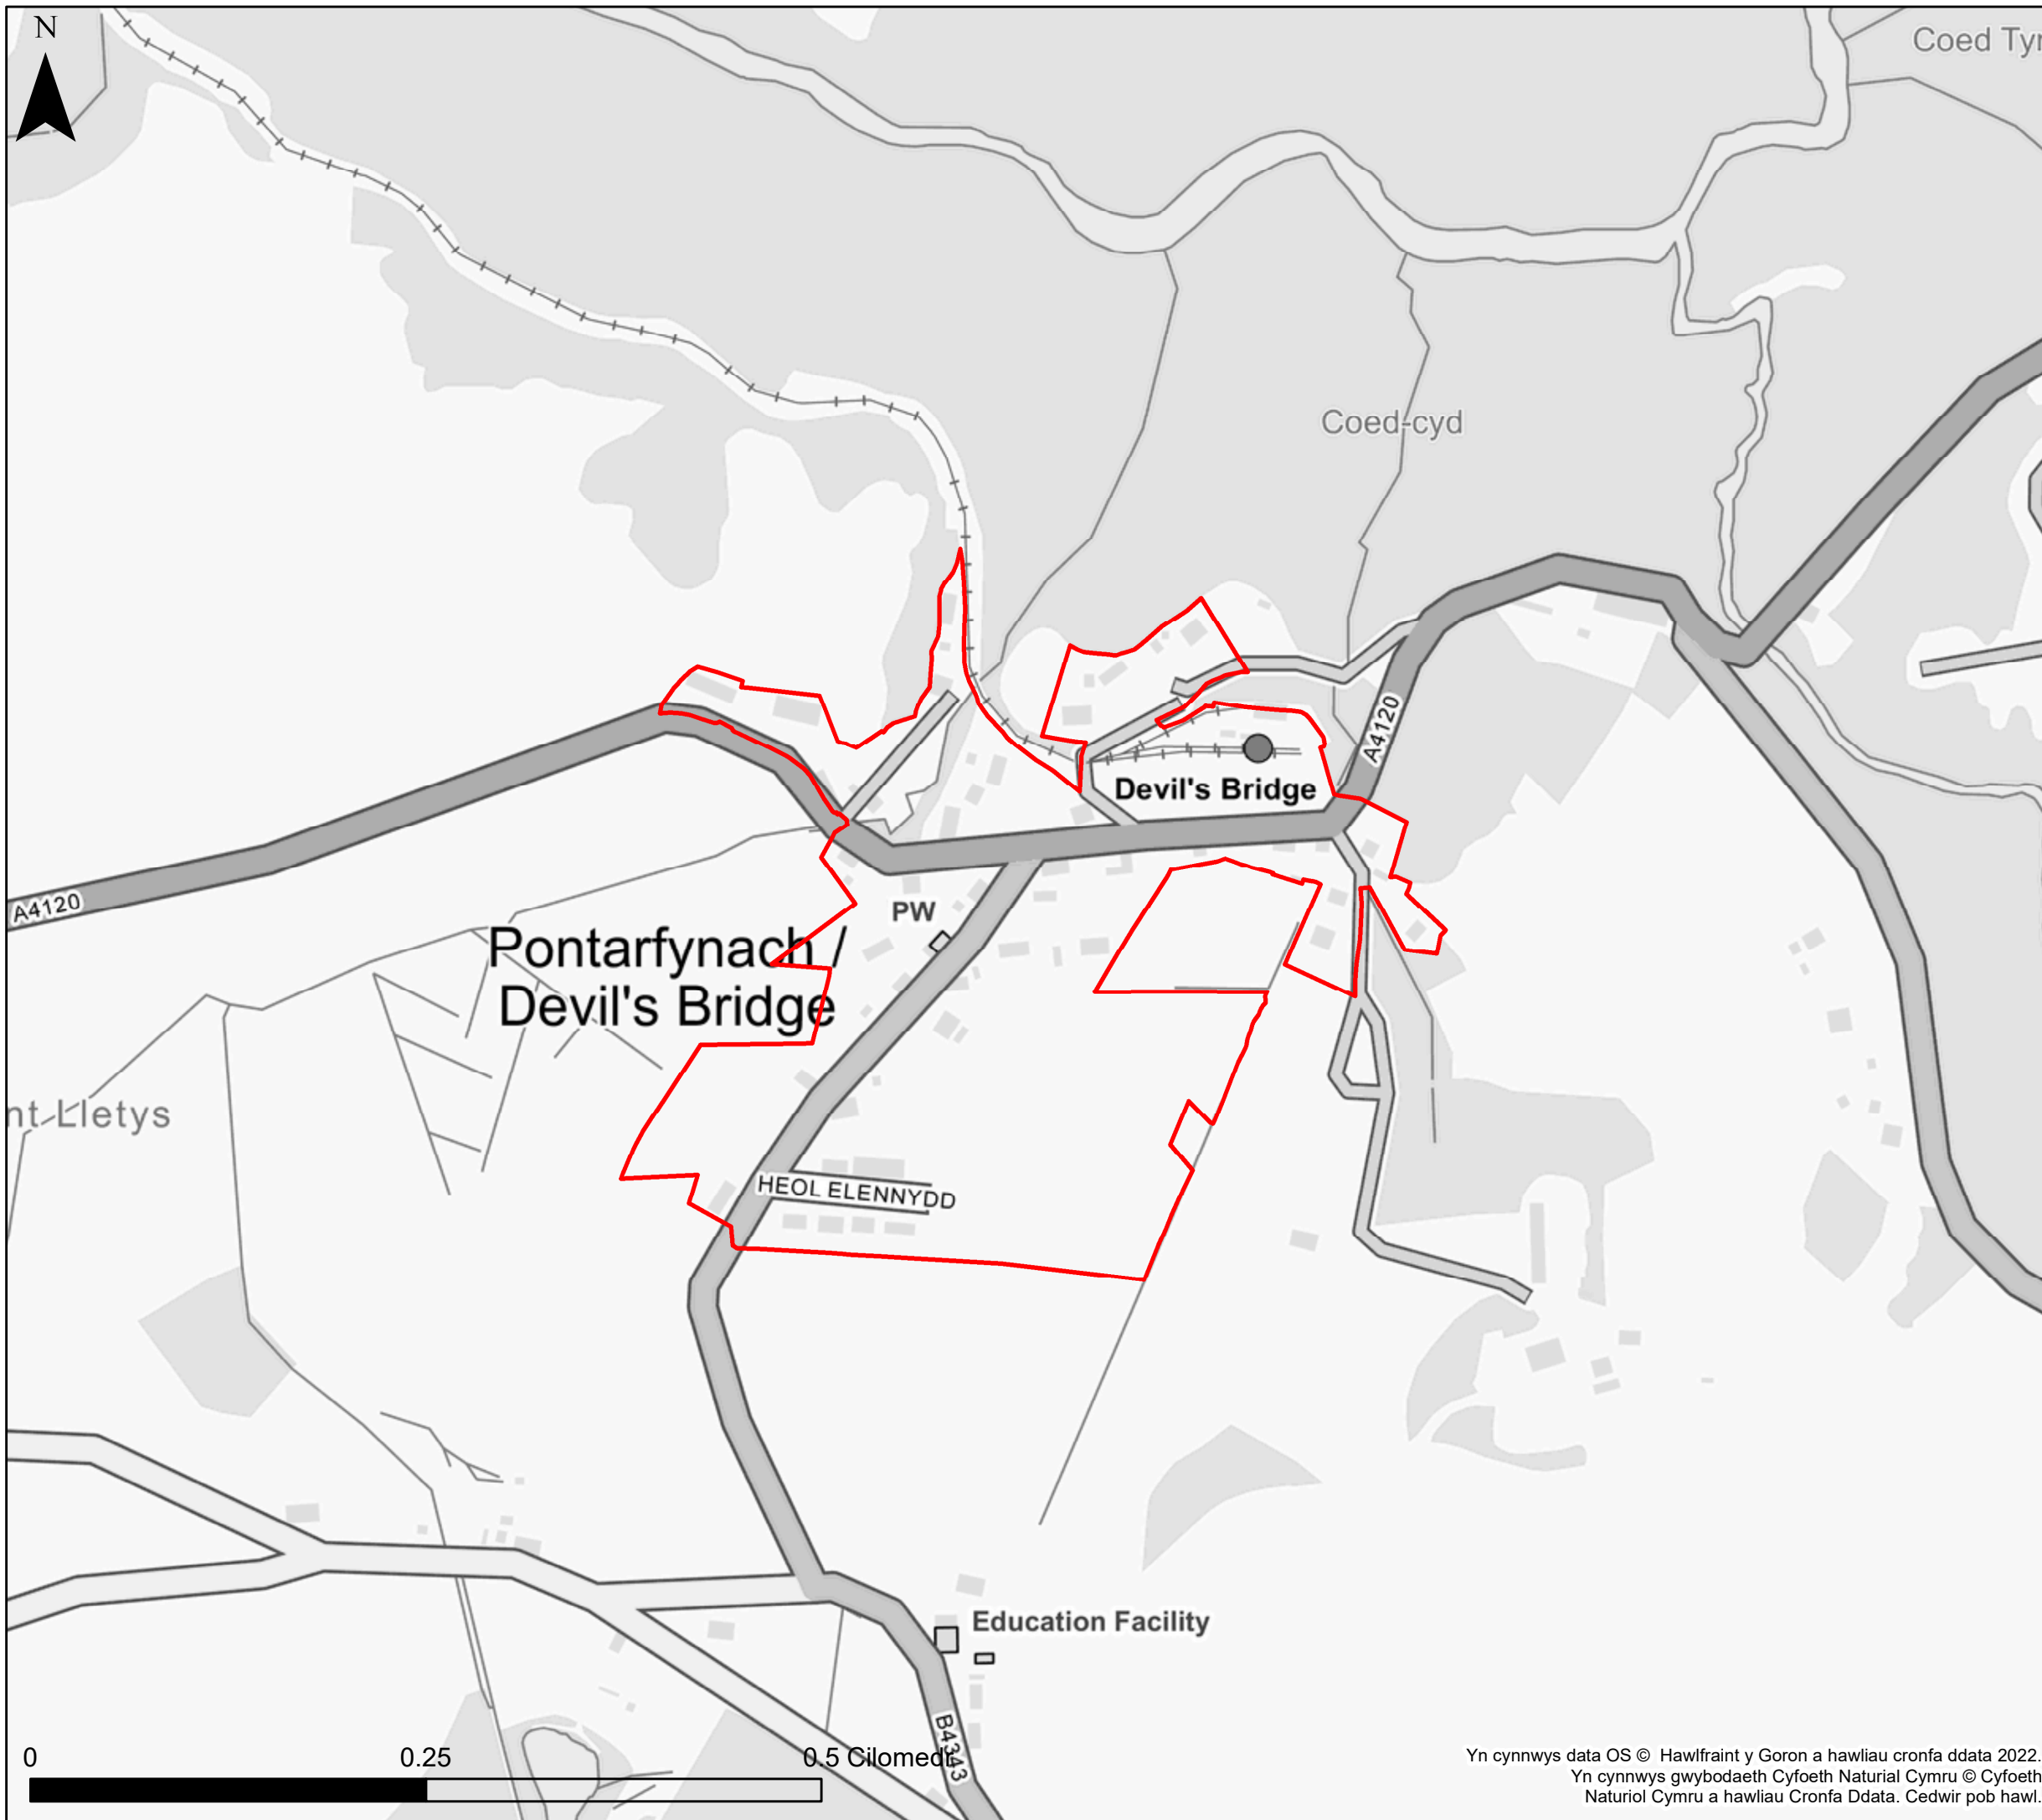 N
Coed Tyr
Coed-cyd
A4120
Devil's Bridge
A4120
PW
Pontarfynach /
Devil's Bridge
nt Lletys
HEOL ELENNYDD
Education Facility
B4343
0 0.25 0.5 Cilomedr
Yn cynnwys data OS © Hawlfraint y Goron a hawliau cronfa ddata 2022.
Yn cynnwys gwybodaeth Cyfoeth Naturial Cymru © Cyfoeth
Naturiol Cymru a hawliau Cronfa Ddata. Cedwir pob hawl.